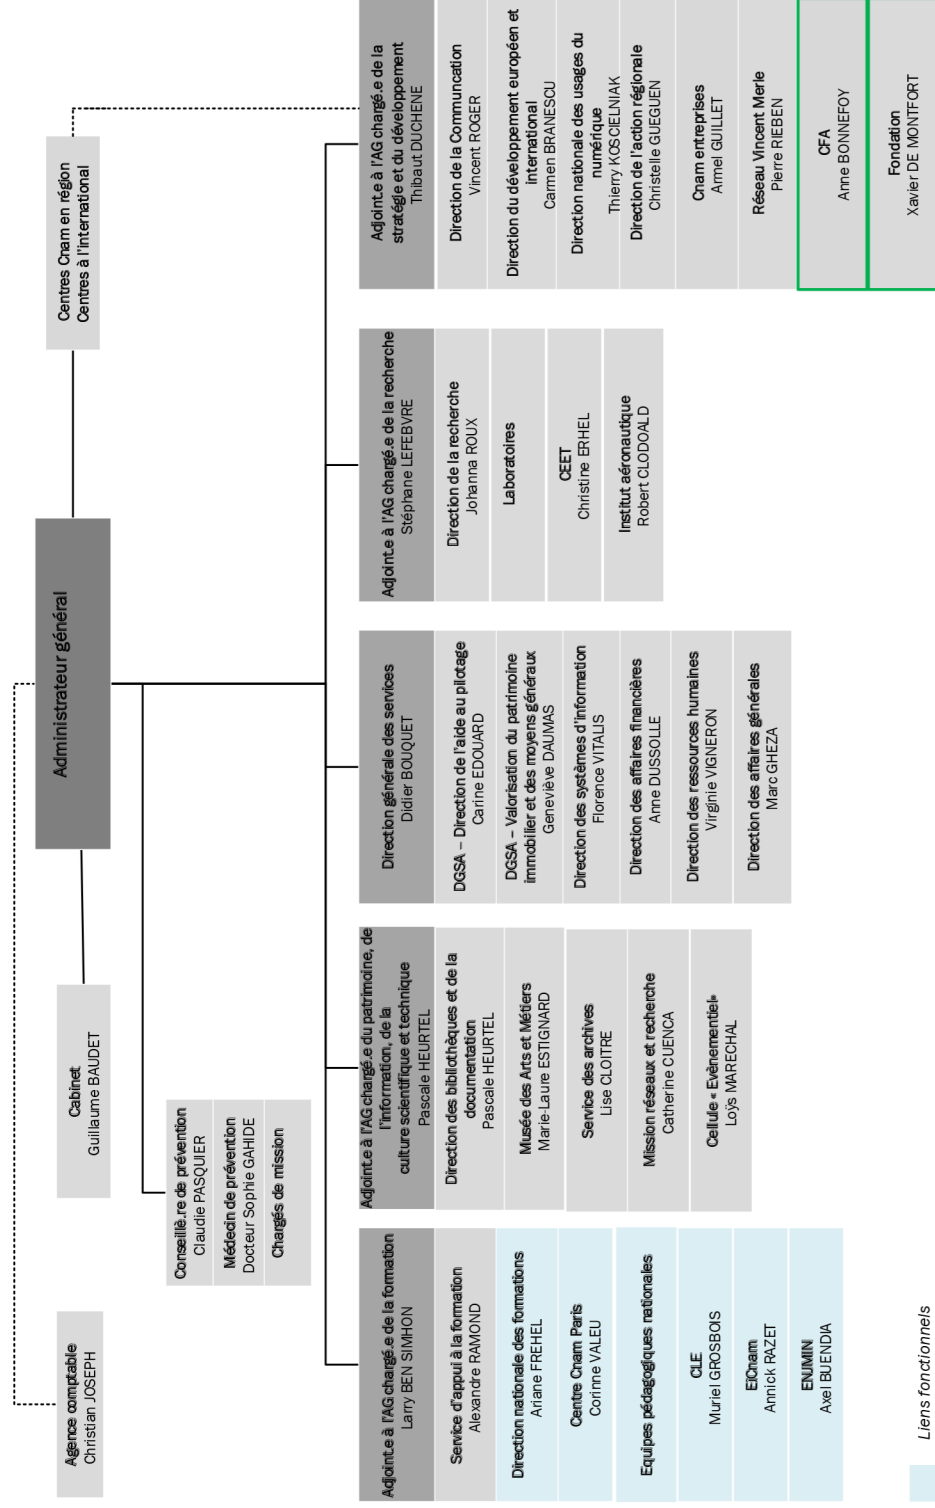 Administrateur général
Agence comptable
Christian JOSEPH
Cabinet
Guillaume BAUDET
Centres Cnam en région
Centres à l'international
Conseillè.re de prévention
Claudie PASQUIER
Médecin de prévention
Docteur Sophie GAHIDE
Chargés de mission
Adjoint.e à l'AG chargé.e de la formation
Larry BEN SIMHON
Service d'appui à la formation
Alexandre RAMOND
Direction nationale des formations
Ariane FREHEL
Centre Cnam Paris
Corinne VALEU
Equipes pédagogiques nationales
CLE
Muriel GROSBOIS
EiCnam
Annick RAZET
ENJMIN
Axel BUENDIA
Adjoint.e à l'AG chargé.e du patrimoine, de
l'information, de la
culture scientifique et technique
Pascale HEURTEL
Direction des bibliothèques et de la
documentation
Pascale HEURTEL
Musée des Arts et Métiers
Marie-Laure ESTIGNARD
Service des archives
Lise CLOITRE
Mission réseaux et recherche
Catherine CUENCA
Cellule « Evènementiel»
Loÿs MARECHAL
Direction générale des services
Didier BOUQUET
DGSA – Direction de l'aide au pilotage
Carine EDOUARD
DGSA – Valorisation du patrimoine
immobilier et des moyens généraux
Geneviève DAUMAS
Direction des systèmes d'information
Florence VITALIS
Direction des affaires financières
Anne DUSSOLLE
Direction des ressources humaines
Virginie VIGNERON
Direction des affaires générales
Marc GHEZA
Adjoint.e à l'AG chargé.e de la recherche
Stéphane LEFEBVRE
Direction de la recherche
Johanna ROUX
Laboratoires
CEET
Christine ERHEL
Institut aéronautique
Robert CLODOALD
Adjoint.e à l'AG chargé.e de la
stratégie et du développement
Thibaut DUCHENE
Direction de la Communcation
Vincent ROGER
Direction du développement européen et
international
Carmen BRANESCU
Direction nationale des usages du
numérique
Thierry KOSCIELNIAK
Direction de l'action régionale
Christelle GUEGUEN
Cnam entreprises
Armel GUILLET
Réseau Vincent Merle
Pierre RIEBEN
CFA
Anne BONNEFOY
Fondation
Xavier DE MONTFORT
Liens fonctionnels